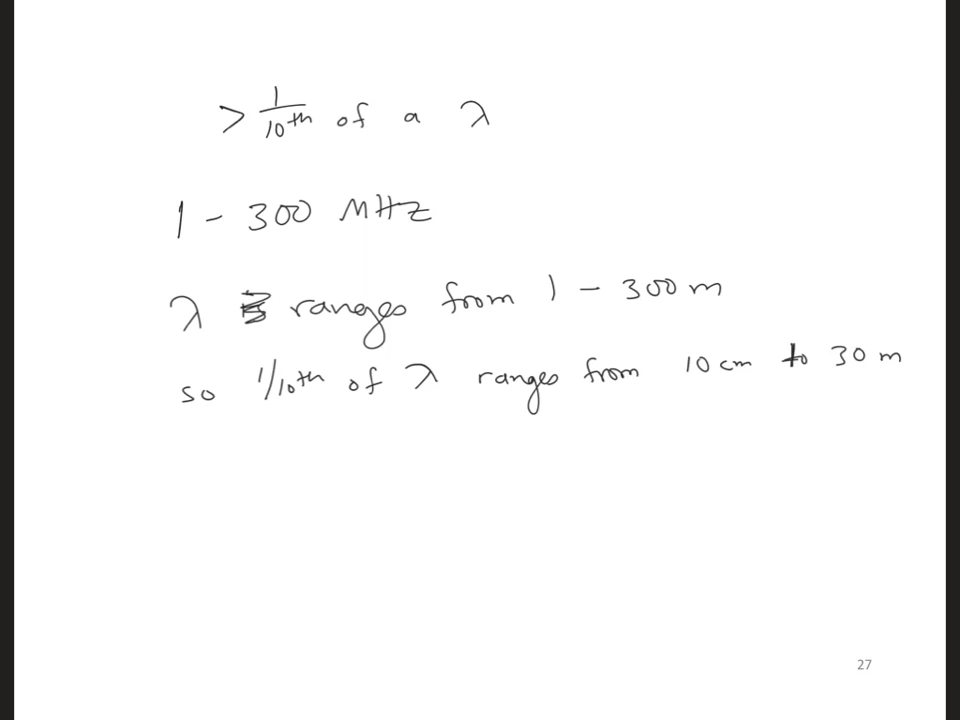 > 1/10th of a λ
1 - 300 MHZ
λ ranges from 1 - 300 m
so 1/10th of λ ranges from 10 cm to 30 m
27